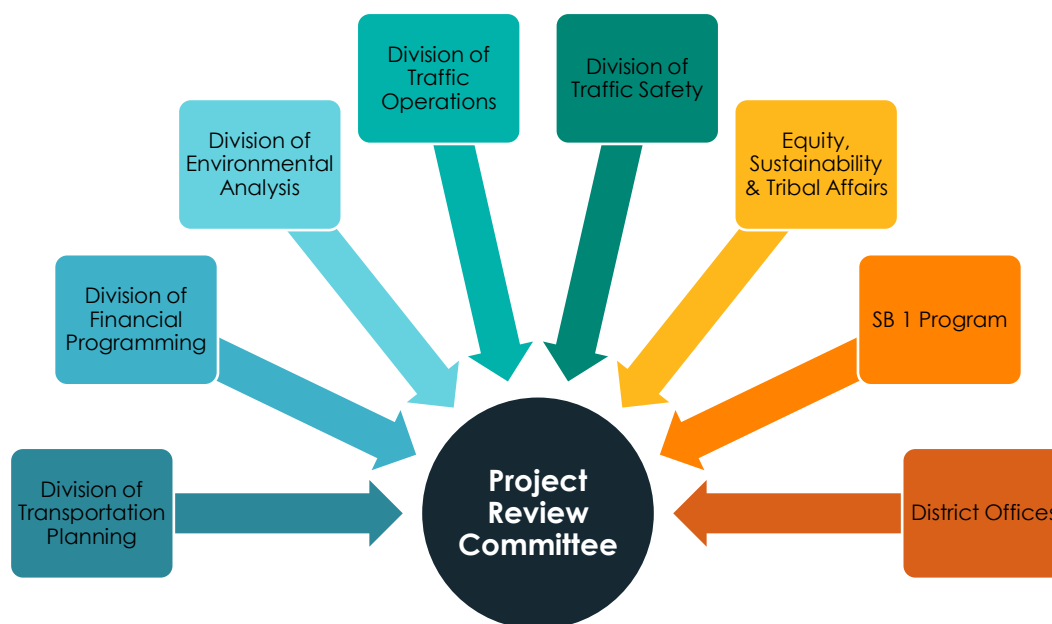 Division of
Traffic
Operations
Division of
Traffic Safety
Division of
Environmental
Analysis
Equity,
Sustainability
& Tribal Affairs
Division of
Financial
Programming
SB 1 Program
Division of
Transportation
Planning
Project
Review
Committee
District Offices